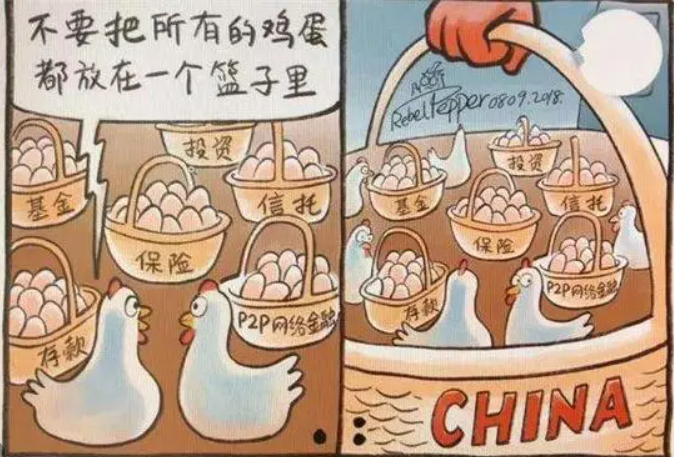 不要把所有的鸡蛋
都放在一个篮子里
投资
基金
信托
保险
P2P网络金融
存款
Rebel Pepper 0809.2018.
投资
基金
信托
保险
P2P网络金融
存款
CHINA